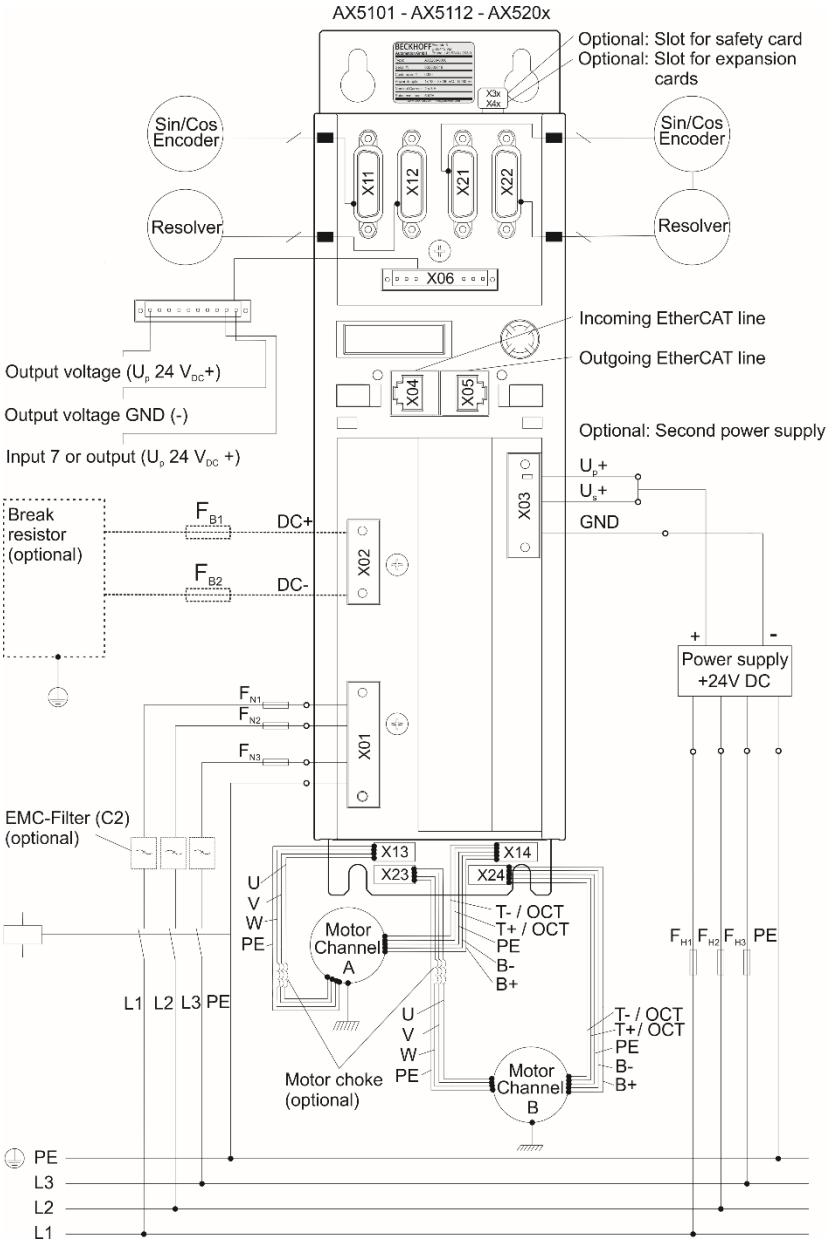 AX5101 - AX5112 - AX520x
Optional: Slot for safety card
Optional: Slot for expansion
cards
BECKHOFF
X3x
X4x
Sin/Cos
Encoder
Sin/Cos
Encoder
X11
X12
X21
X22
Resolver
Resolver
X06
Incoming EtherCAT line
Outgoing EtherCAT line
Output voltage (Up 24 VDC+)
X04
X05
Output voltage GND (-)
Input 7 or output (Up 24 VDC +)
Optional: Second power supply
Up+
Us+
GND
X03
Break
resistor
(optional)
FB1
DC+
X02
FB2
DC-
+
-
Power supply
+24V DC
FN1
FN2
FN3
X01
EMC-Filter (C2)
(optional)
X13
X14
X23
X24
U
V
W
PE
Motor
Channel
A
T- / OCT
T+ / OCT
PE
B-
B+
FH1
FH2
FH3
PE
L1
L2
L3
PE
U
V
W
PE
T- / OCT
T+/ OCT
PE
B-
B+
Motor choke
(optional)
Motor
Channel
B
PE
L3
L2
L1